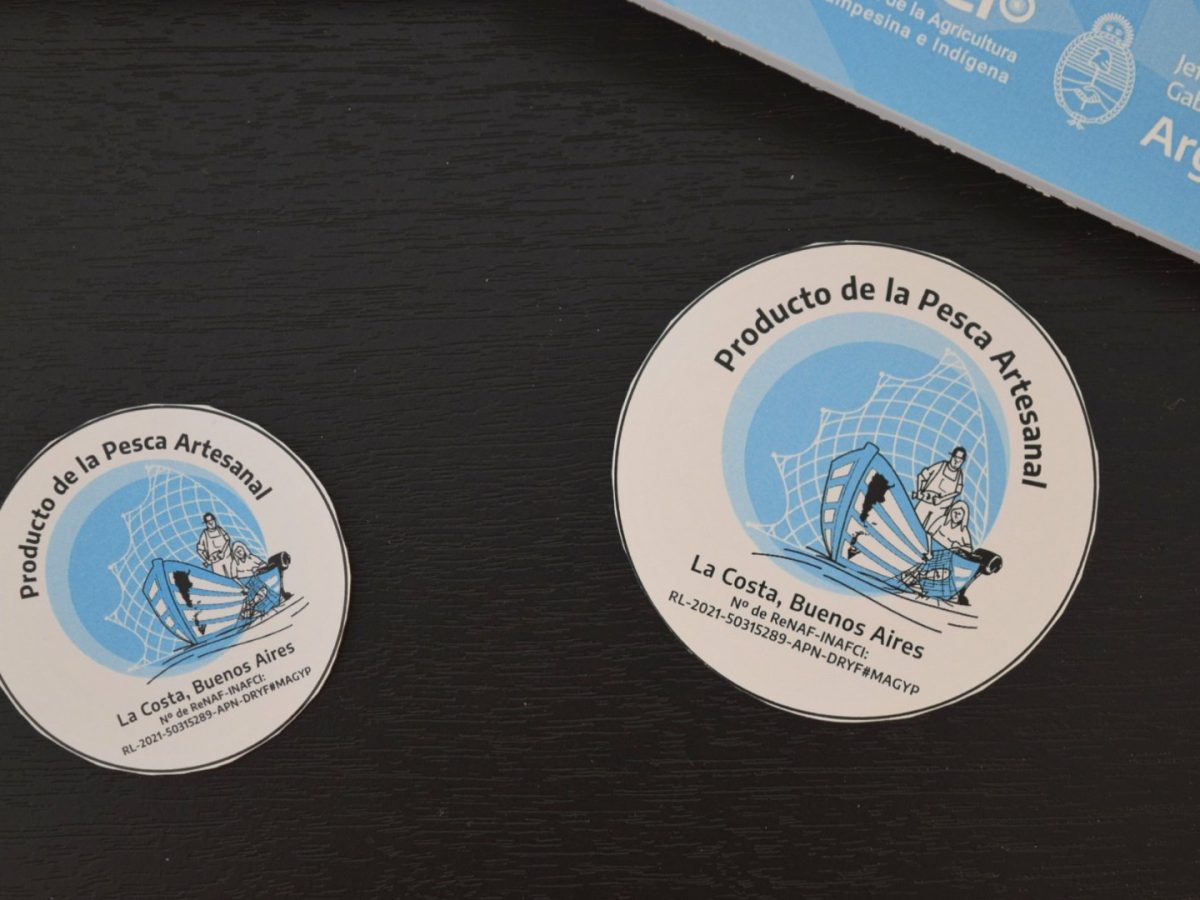 de la Agricultura
mpesina e Indígena
Producto de la Pesca Artesanal
La Costa, Buenos Aires
Nº de ReNAF-INAFCI:
RL-2021-50315289-APN-DRYF#MAGYP
Producto de la Pesca Artesanal
La Costa, Buenos Aires
Nº de ReNAF-INAFCI:
RL-2021-50315289-APN-DRYF#MAGYP